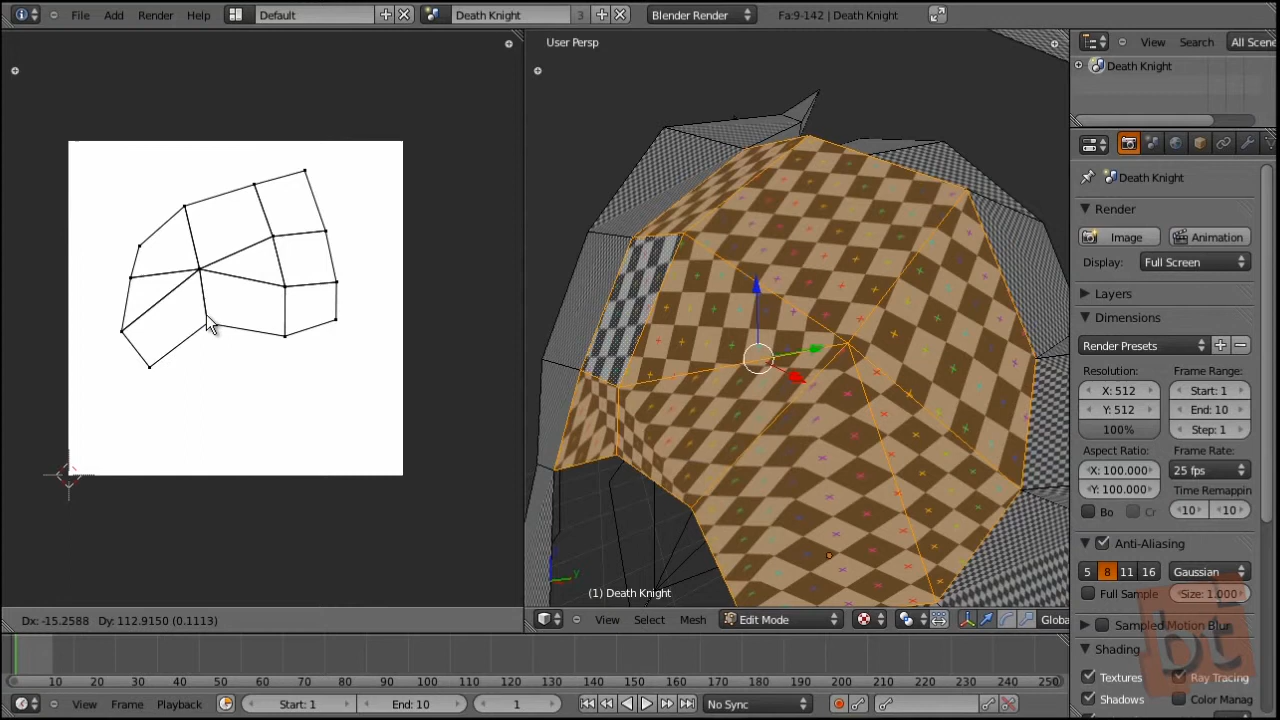 File Add Render Help Default Death Knight 3 Blender Render Fa:9-142 | Death Knight
User Persp
View Search All Scene
Death Knight
Death Knight
Render
Image Animation
Display: Full Screen
Layers
Dimensions
Render Presets
Resolution: Frame Range:
X: 512 Start: 1
Y: 512 End: 10
100% Step: 1
Aspect Ratio: Frame Rate:
X: 100.000 25 fps
Y: 100.000 Time Remappin
Bo Cr 10 10
Anti-Aliasing
5 8 11 16 Gaussian
Full Sample Size: 1.000
Sampled Motion Blur
Shading
Textures Ray Tracing
Shadows Color Manag
y
(1) Death Knight
Dx: -15.2588 Dy: 112.9150 (0.1113)
View Select Mesh Edit Mode Globa
10 20 30 40 50 60 70 80 90 100 110 120 130 140 150 160 170 180 190 200 210 220 230 240 250
View Frame Playback Start: 1 End: 10 1 No Sync
bt